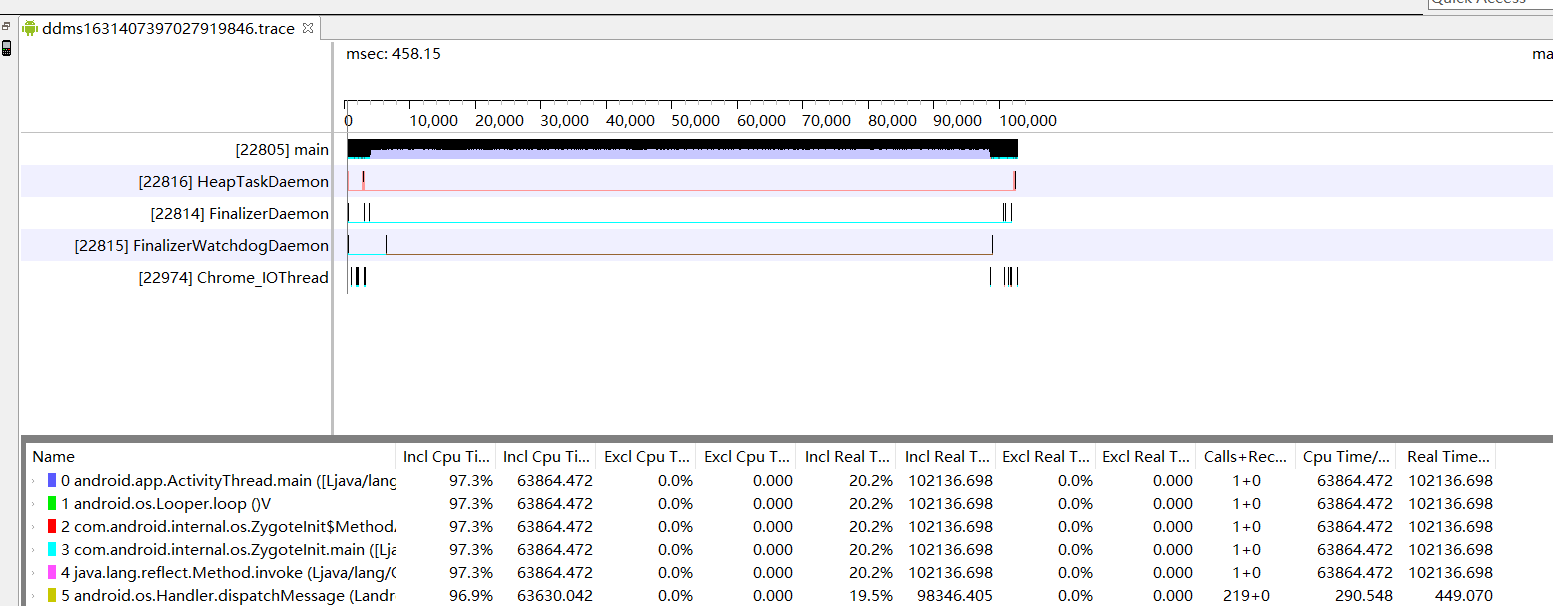 Quick Access
ddms1631407397027919846.trace
msec: 458.15 ma
0 10,000 20,000 30,000 40,000 50,000 60,000 70,000 80,000 90,000 100,000
[22805] main
[22816] HeapTaskDaemon
[22814] FinalizerDaemon
[22815] FinalizerWatchdogDaemon
[22974] Chrome_IOThread
Name Incl Cpu Ti... Incl Cpu Ti... Excl Cpu T... Excl Cpu T... Incl Real T... Incl Real T... Excl Real T... Excl Real T... Calls+Rec... Cpu Time/... Real Time...
0 android.app.ActivityThread.main ([Ljava/lang 97.3% 63864.472 0.0% 0.000 20.2% 102136.698 0.0% 0.000 1+0 63864.472 102136.698
1 android.os.Looper.loop ()V 97.3% 63864.472 0.0% 0.000 20.2% 102136.698 0.0% 0.000 1+0 63864.472 102136.698
2 com.android.internal.os.ZygoteInit$Method 97.3% 63864.472 0.0% 0.000 20.2% 102136.698 0.0% 0.000 1+0 63864.472 102136.698
3 com.android.internal.os.ZygoteInit.main ([Lja 97.3% 63864.472 0.0% 0.000 20.2% 102136.698 0.0% 0.000 1+0 63864.472 102136.698
4 java.lang.reflect.Method.invoke (Ljava/lang/ 97.3% 63864.472 0.0% 0.000 20.2% 102136.698 0.0% 0.000 1+0 63864.472 102136.698
5 android.os.Handler.dispatchMessage (Landr 96.9% 63630.042 0.0% 0.000 19.5% 98346.405 0.0% 0.000 219+0 290.548 449.070